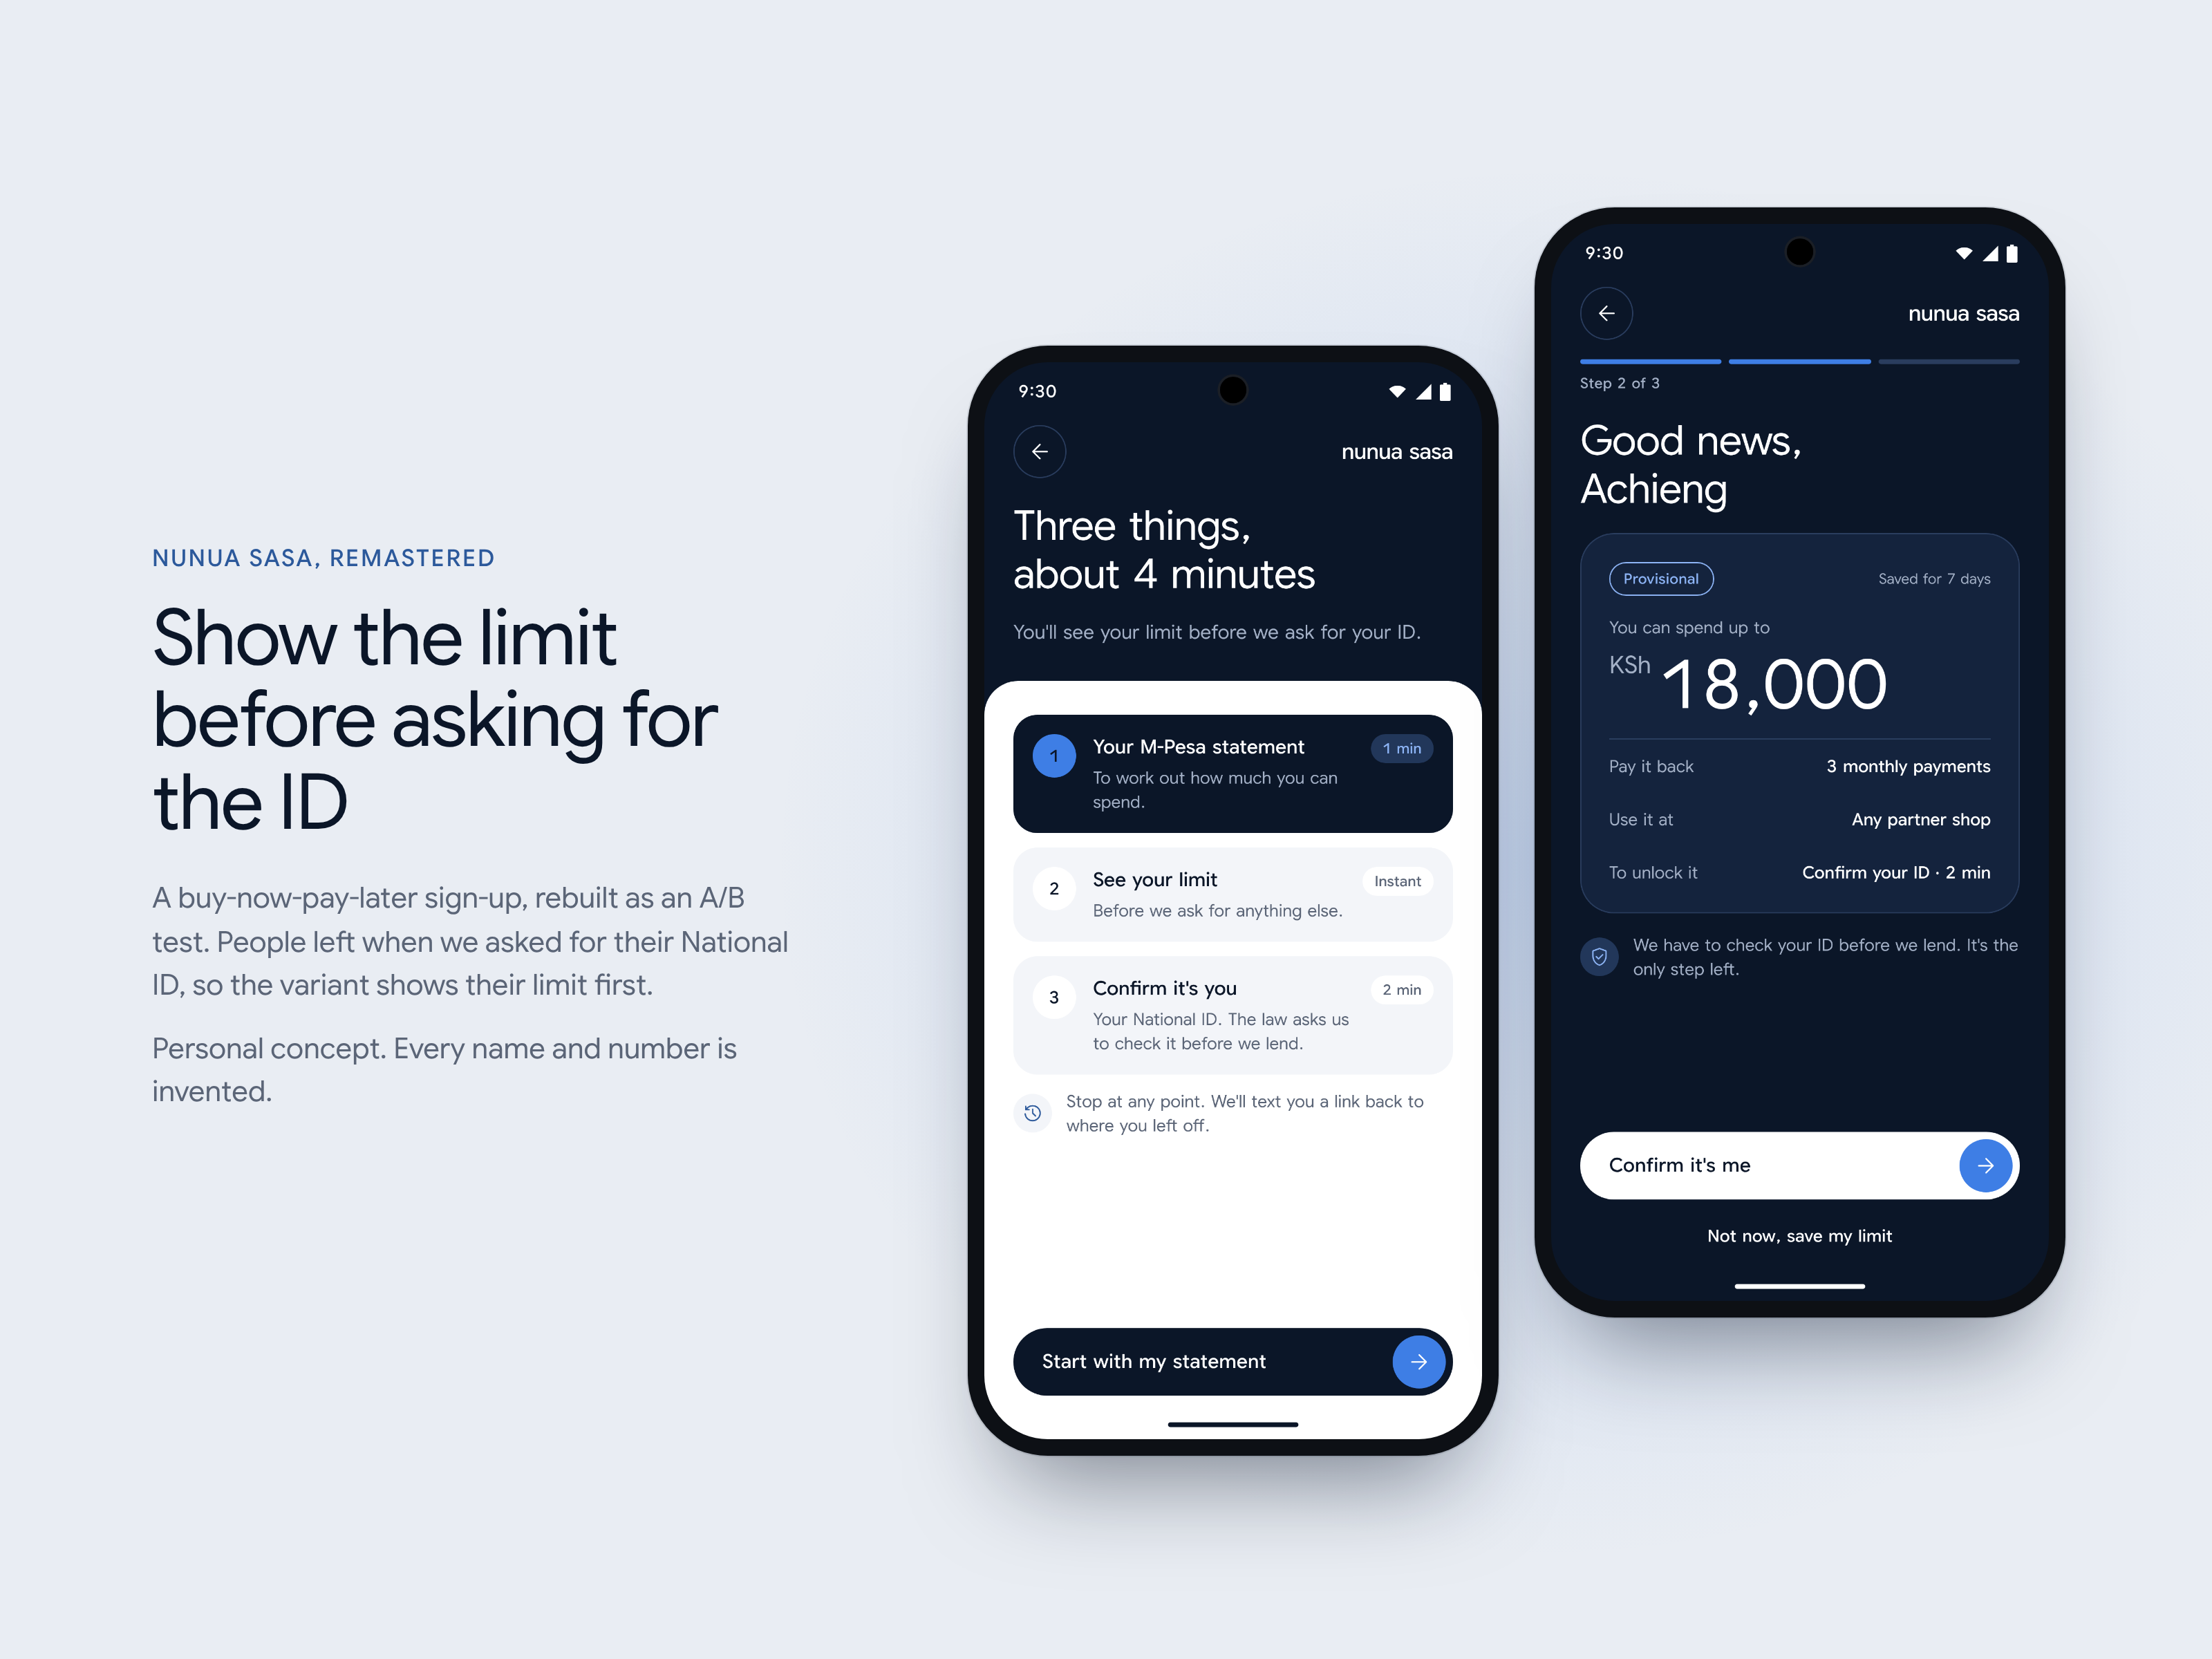 NUNUA SASA, REMASTERED
Show the limit
before asking for
the ID
A buy-now-pay-later sign-up, rebuilt as an A/B
test. People left when we asked for their National
ID, so the variant shows their limit first.
Personal concept. Every name and number is
invented.
9:30
nunua sasa
Three things,
about 4 minutes
You'll see your limit before we ask for your ID.
1
Your M-Pesa statement
1 min
To work out how much you can
spend.
2
See your limit
Instant
Before we ask for anything else.
3
Confirm it's you
2 min
Your National ID. The law asks us
to check it before we lend.
Stop at any point. We'll text you a link back to
where you left off.
Start with my statement
9:30
nunua sasa
Step 2 of 3
Good news,
Achieng
Provisional
Saved for 7 days
You can spend up to
KSh 18,000
Pay it back
3 monthly payments
Use it at
Any partner shop
To unlock it
Confirm your ID · 2 min
We have to check your ID before we lend. It's the
only step left.
Confirm it's me
Not now, save my limit